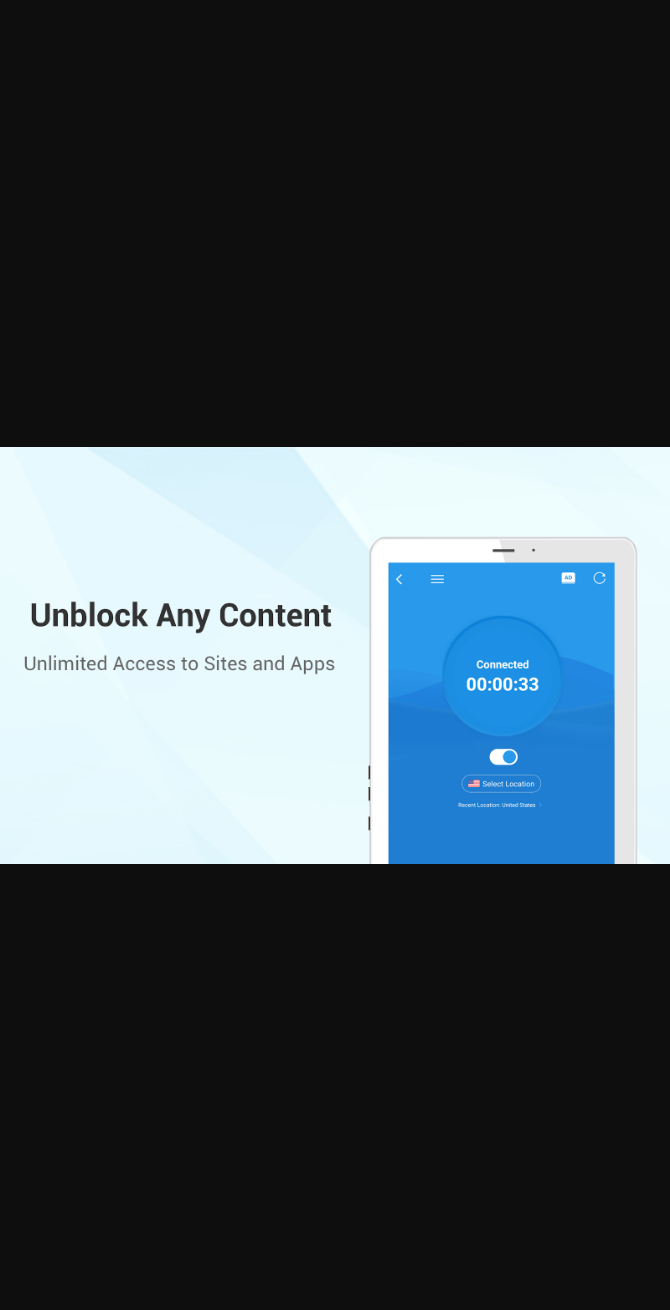 Unblock Any Content
Unlimited Access to Sites and Apps
AD
Connected
00:00:33
Select Location
Recent Location: United States